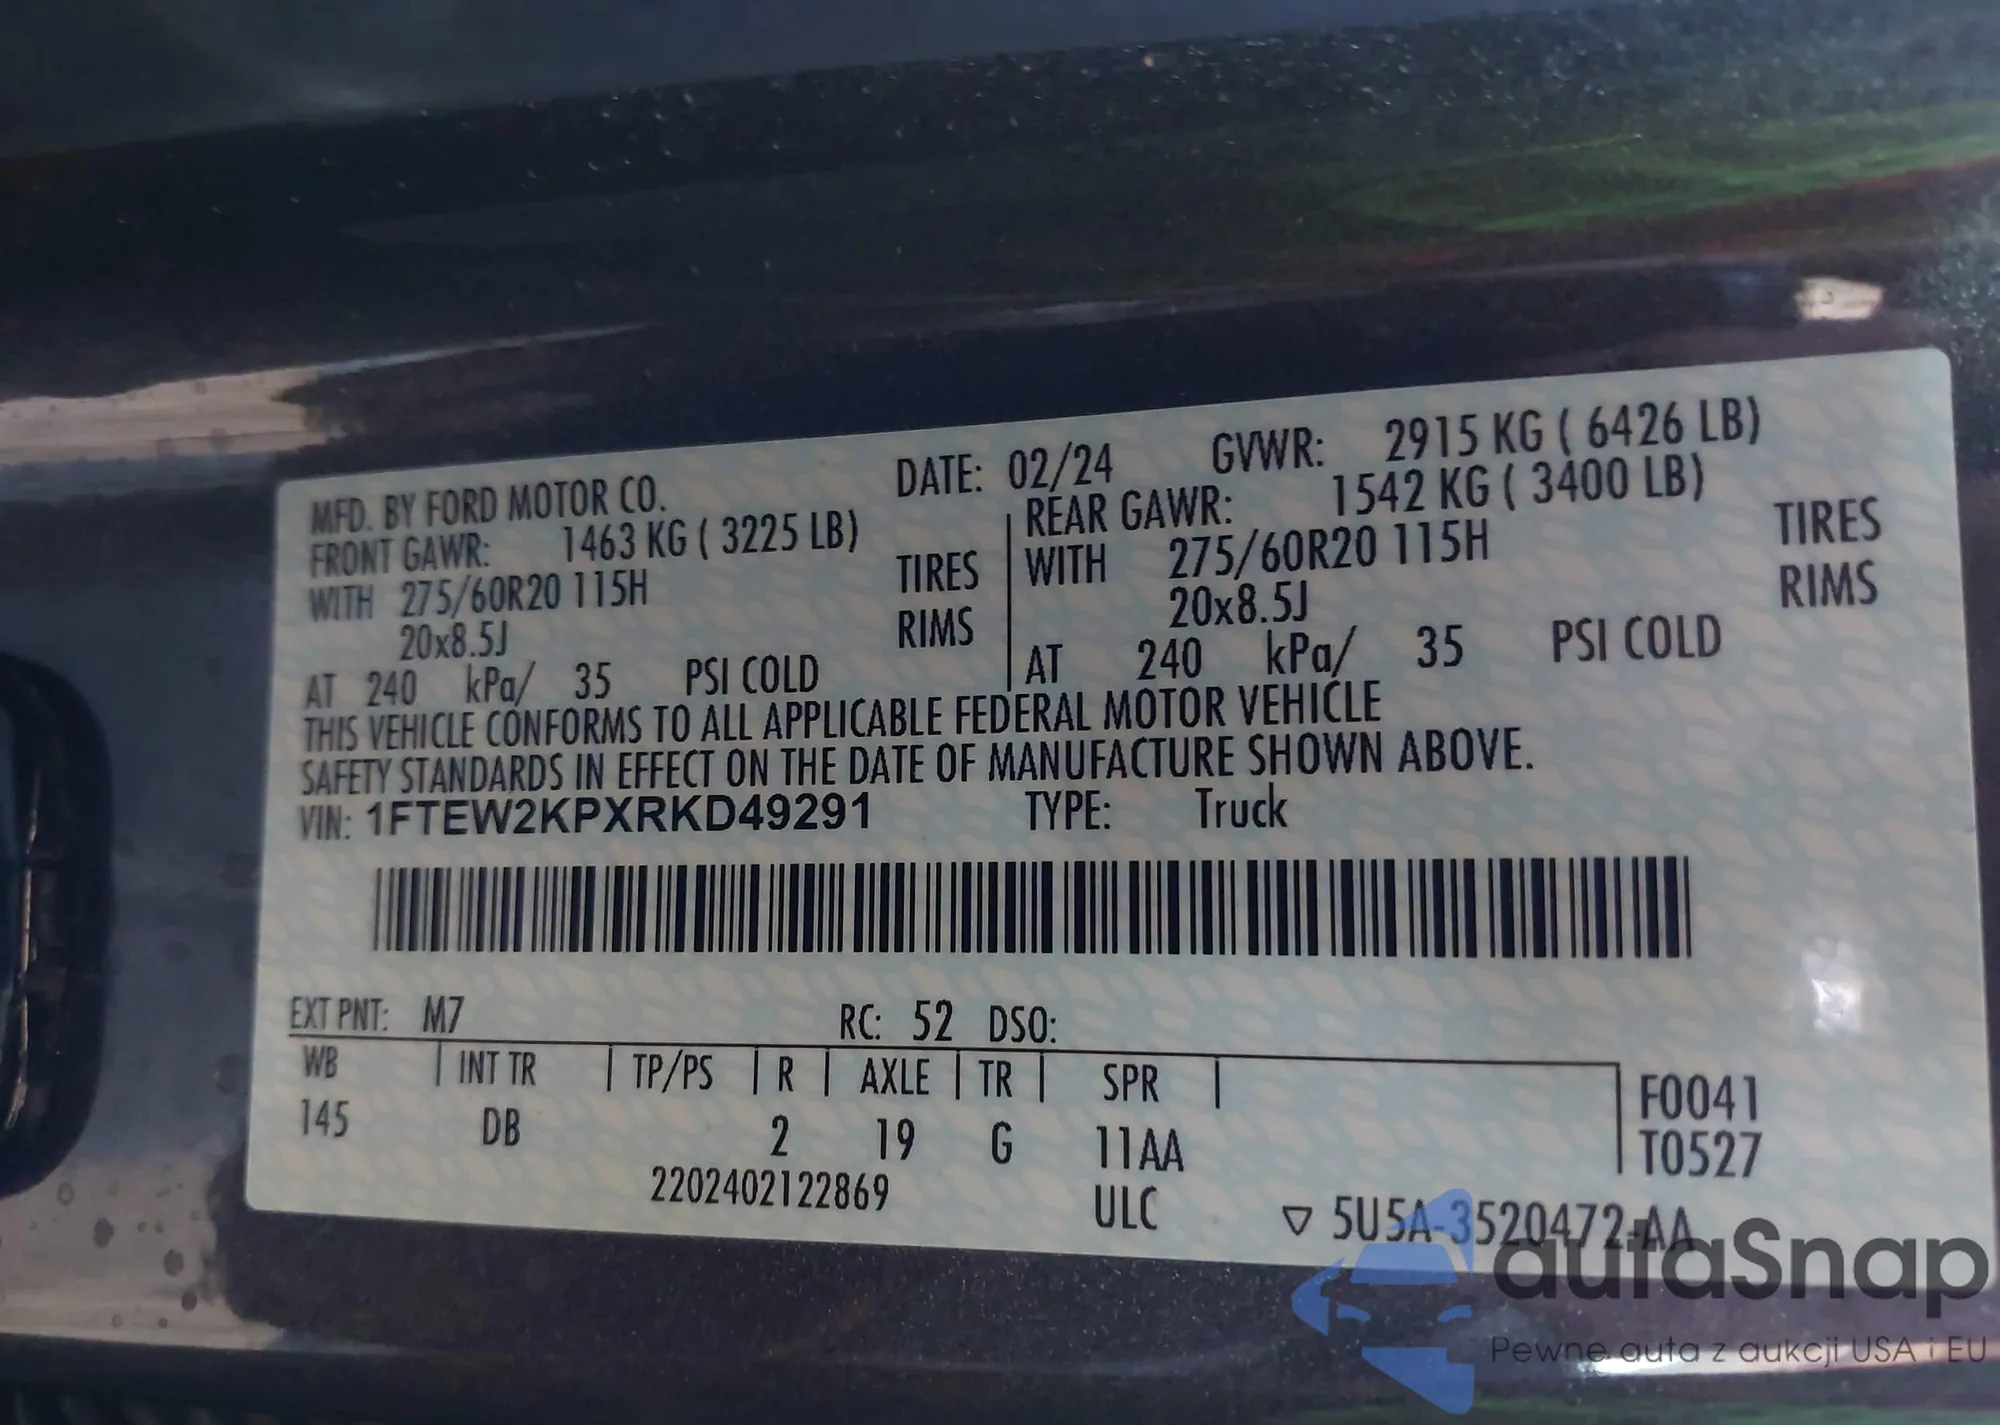 MFD. BY FORD MOTOR CO. DATE: 02/24 GVWR: 2915 KG ( 6426 LB)
FRONT GAWR: 1463 KG ( 3225 LB) REAR GAWR: 1542 KG ( 3400 LB)
WITH 275/60R20 115H TIRES WITH 275/60R20 115H TIRES
20x8.5J RIMS 20x8.5J RIMS
AT 240 kPa/ 35 PSI COLD AT 240 kPa/ 35 PSI COLD
THIS VEHICLE CONFORMS TO ALL APPLICABLE FEDERAL MOTOR VEHICLE
SAFETY STANDARDS IN EFFECT ON THE DATE OF MANUFACTURE SHOWN ABOVE.
VIN: 1FTEW2KPXRKD49291 TYPE: Truck
EXT PNT: M7 RC: 52 DSO:
WB INT TR TP/PS R AXLE TR SPR F0041
145 DB 2 19 G 11AA T0527
2202402122869 ULC ▽ 5U5A-3520472-AA
autaSnap
Pewne auta z aukcji USA i EU